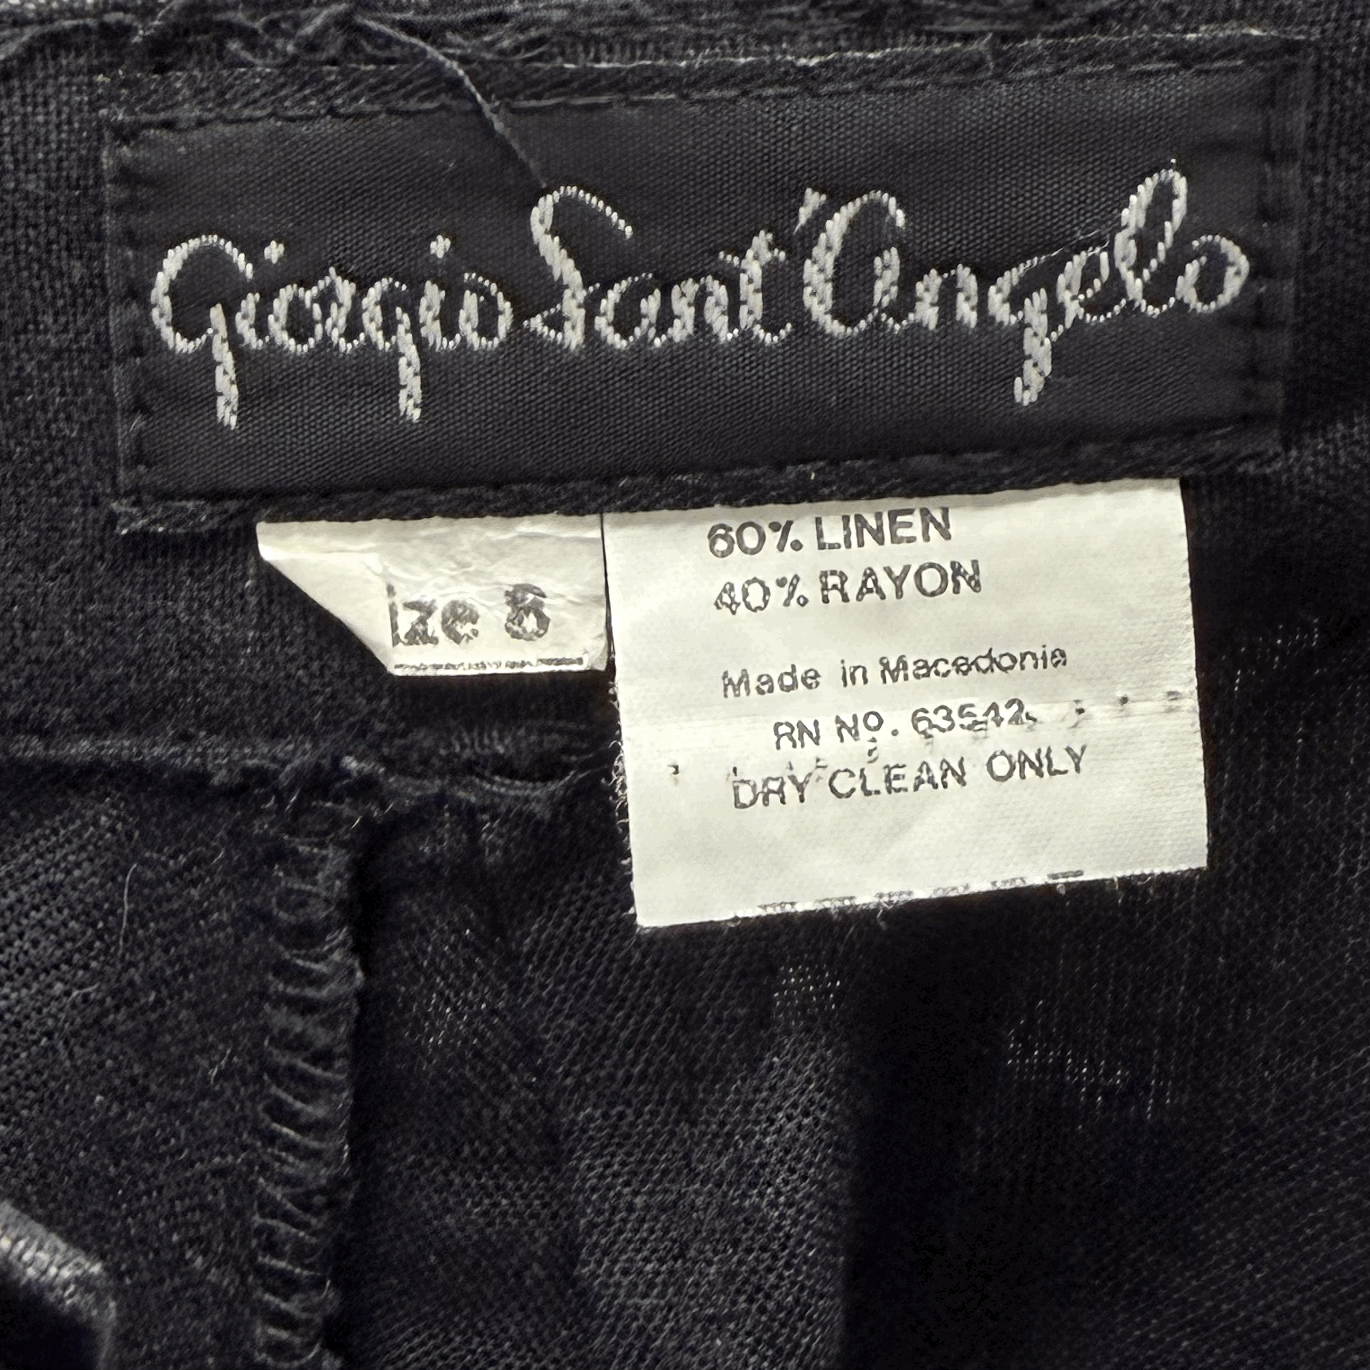 Giorgio Sant'Angelo
ize 8
60% LINEN
40% RAYON
Made in Macedonia
RN Nº. 63542
DRY CLEAN ONLY